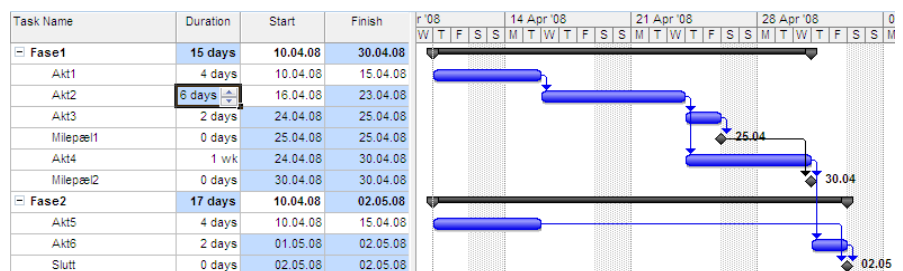 Task Name Duration Start Finish r '08 14 Apr '08 21 Apr '08 28 Apr '08 0
W T F S S M T W T F S S M T W T F S S M T W T F S S M
Fase1 15 days 10.04.08 30.04.08
Akt1 4 days 10.04.08 15.04.08
Akt2 6 days 16.04.08 23.04.08
Akt3 2 days 24.04.08 25.04.08
Milepæl1 0 days 25.04.08 25.04.08 25.04
Akt4 1 wk 24.04.08 30.04.08
Milepæl2 0 days 30.04.08 30.04.08 30.04
Fase2 17 days 10.04.08 02.05.08
Akt5 4 days 10.04.08 15.04.08
Akt6 2 days 01.05.08 02.05.08
Slutt 0 days 02.05.08 02.05.08 02.05